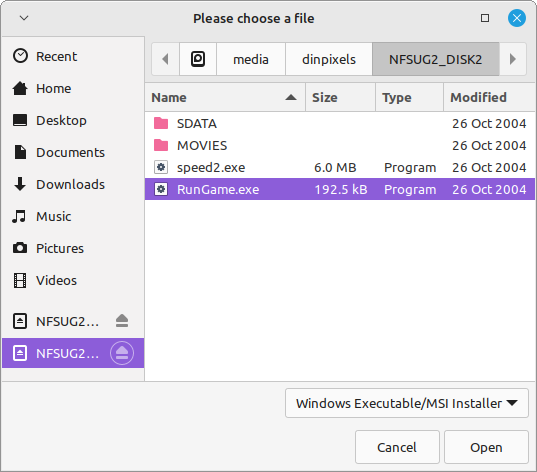 Please choose a file
Recent
Home
Desktop
Documents
Downloads
Music
Pictures
Videos
NFSUG2...
NFSUG2...
media dinpixels NFSUG2_DISK2
Name Size Type Modified
SDATA 26 Oct 2004
MOVIES 26 Oct 2004
speed2.exe 6.0 MB Program 26 Oct 2004
RunGame.exe 192.5 kB Program 26 Oct 2004
Windows Executable/MSI Installer
Cancel Open